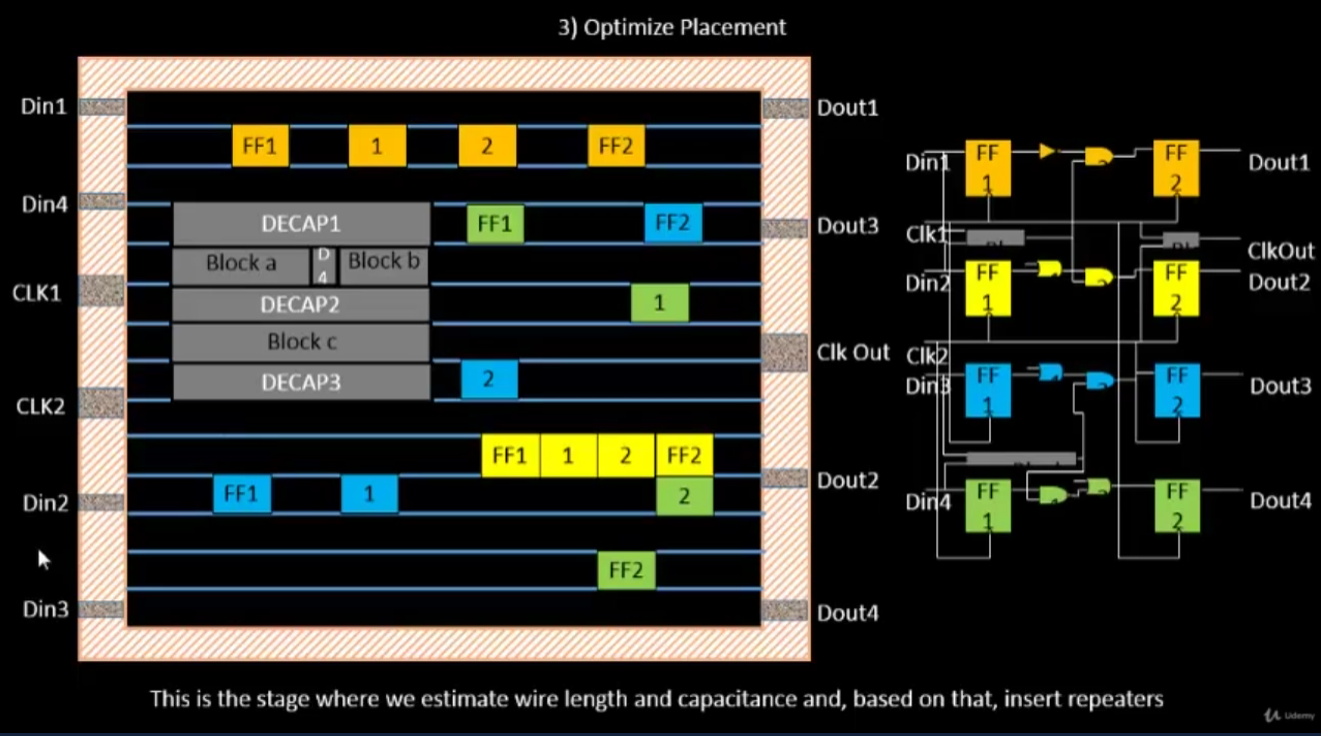 3) Optimize Placement
Din1
Dout1
FF1
1
2
FF2
Din4
DECAP1
FF1
FF2
Dout3
Block a
D
4
Block b
CLK1
DECAP2
1
Block c
Clk Out
DECAP3
2
CLK2
FF1
1
2
FF2
Dout2
Din2
FF1
1
2
FF2
Din3
Dout4
Din1
FF
1
FF
2
Dout1
Clk1
ClkOut
Din2
FF
1
FF
2
Dout2
Clk2
Din3
FF
1
FF
2
Dout3
Din4
FF
1
FF
2
Dout4
This is the stage where we estimate wire length and capacitance and, based on that, insert repeaters
Udemy